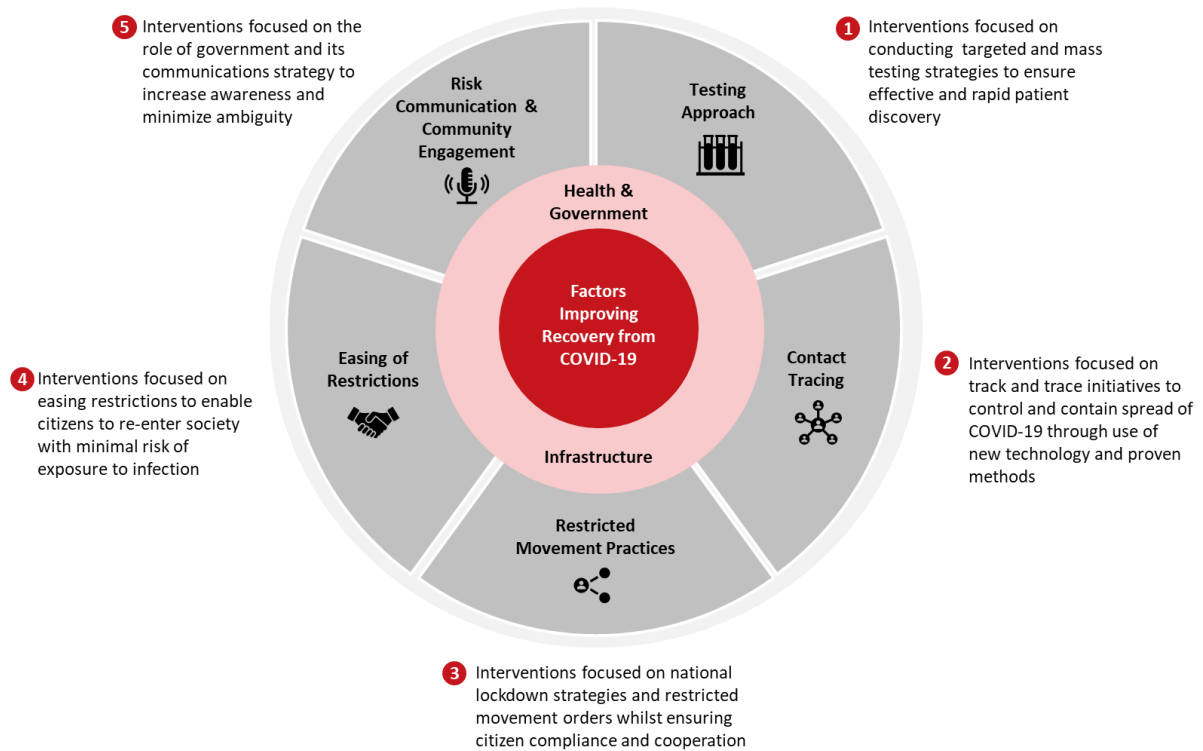 5
Interventions focused on the
role of government and its
communications strategy to
increase awareness and
minimize ambiguity
1
Interventions focused on
conducting targeted and mass
testing strategies to ensure
effective and rapid patient
discovery
Risk
Communication &
Community
Engagement
Testing
Approach
Health &
Government
Factors
Improving
Recovery from
COVID-19
Infrastructure
Easing of
Restrictions
4
Interventions focused on
easing restrictions to enable
citizens to re-enter society
with minimal risk of
exposure to infection
Contact
Tracing
2
Interventions focused on
track and trace initiatives to
control and contain spread of
COVID-19 through use of
new technology and proven
methods
Restricted
Movement Practices
3
Interventions focused on national
lockdown strategies and restricted
movement orders whilst ensuring
citizen compliance and cooperation